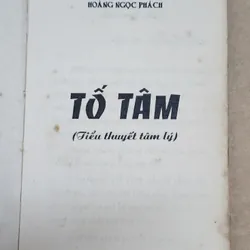 HOÀNG NGỌC PHÁCH
TỐ TÂM
(Tiểu thuyết tâm lý)